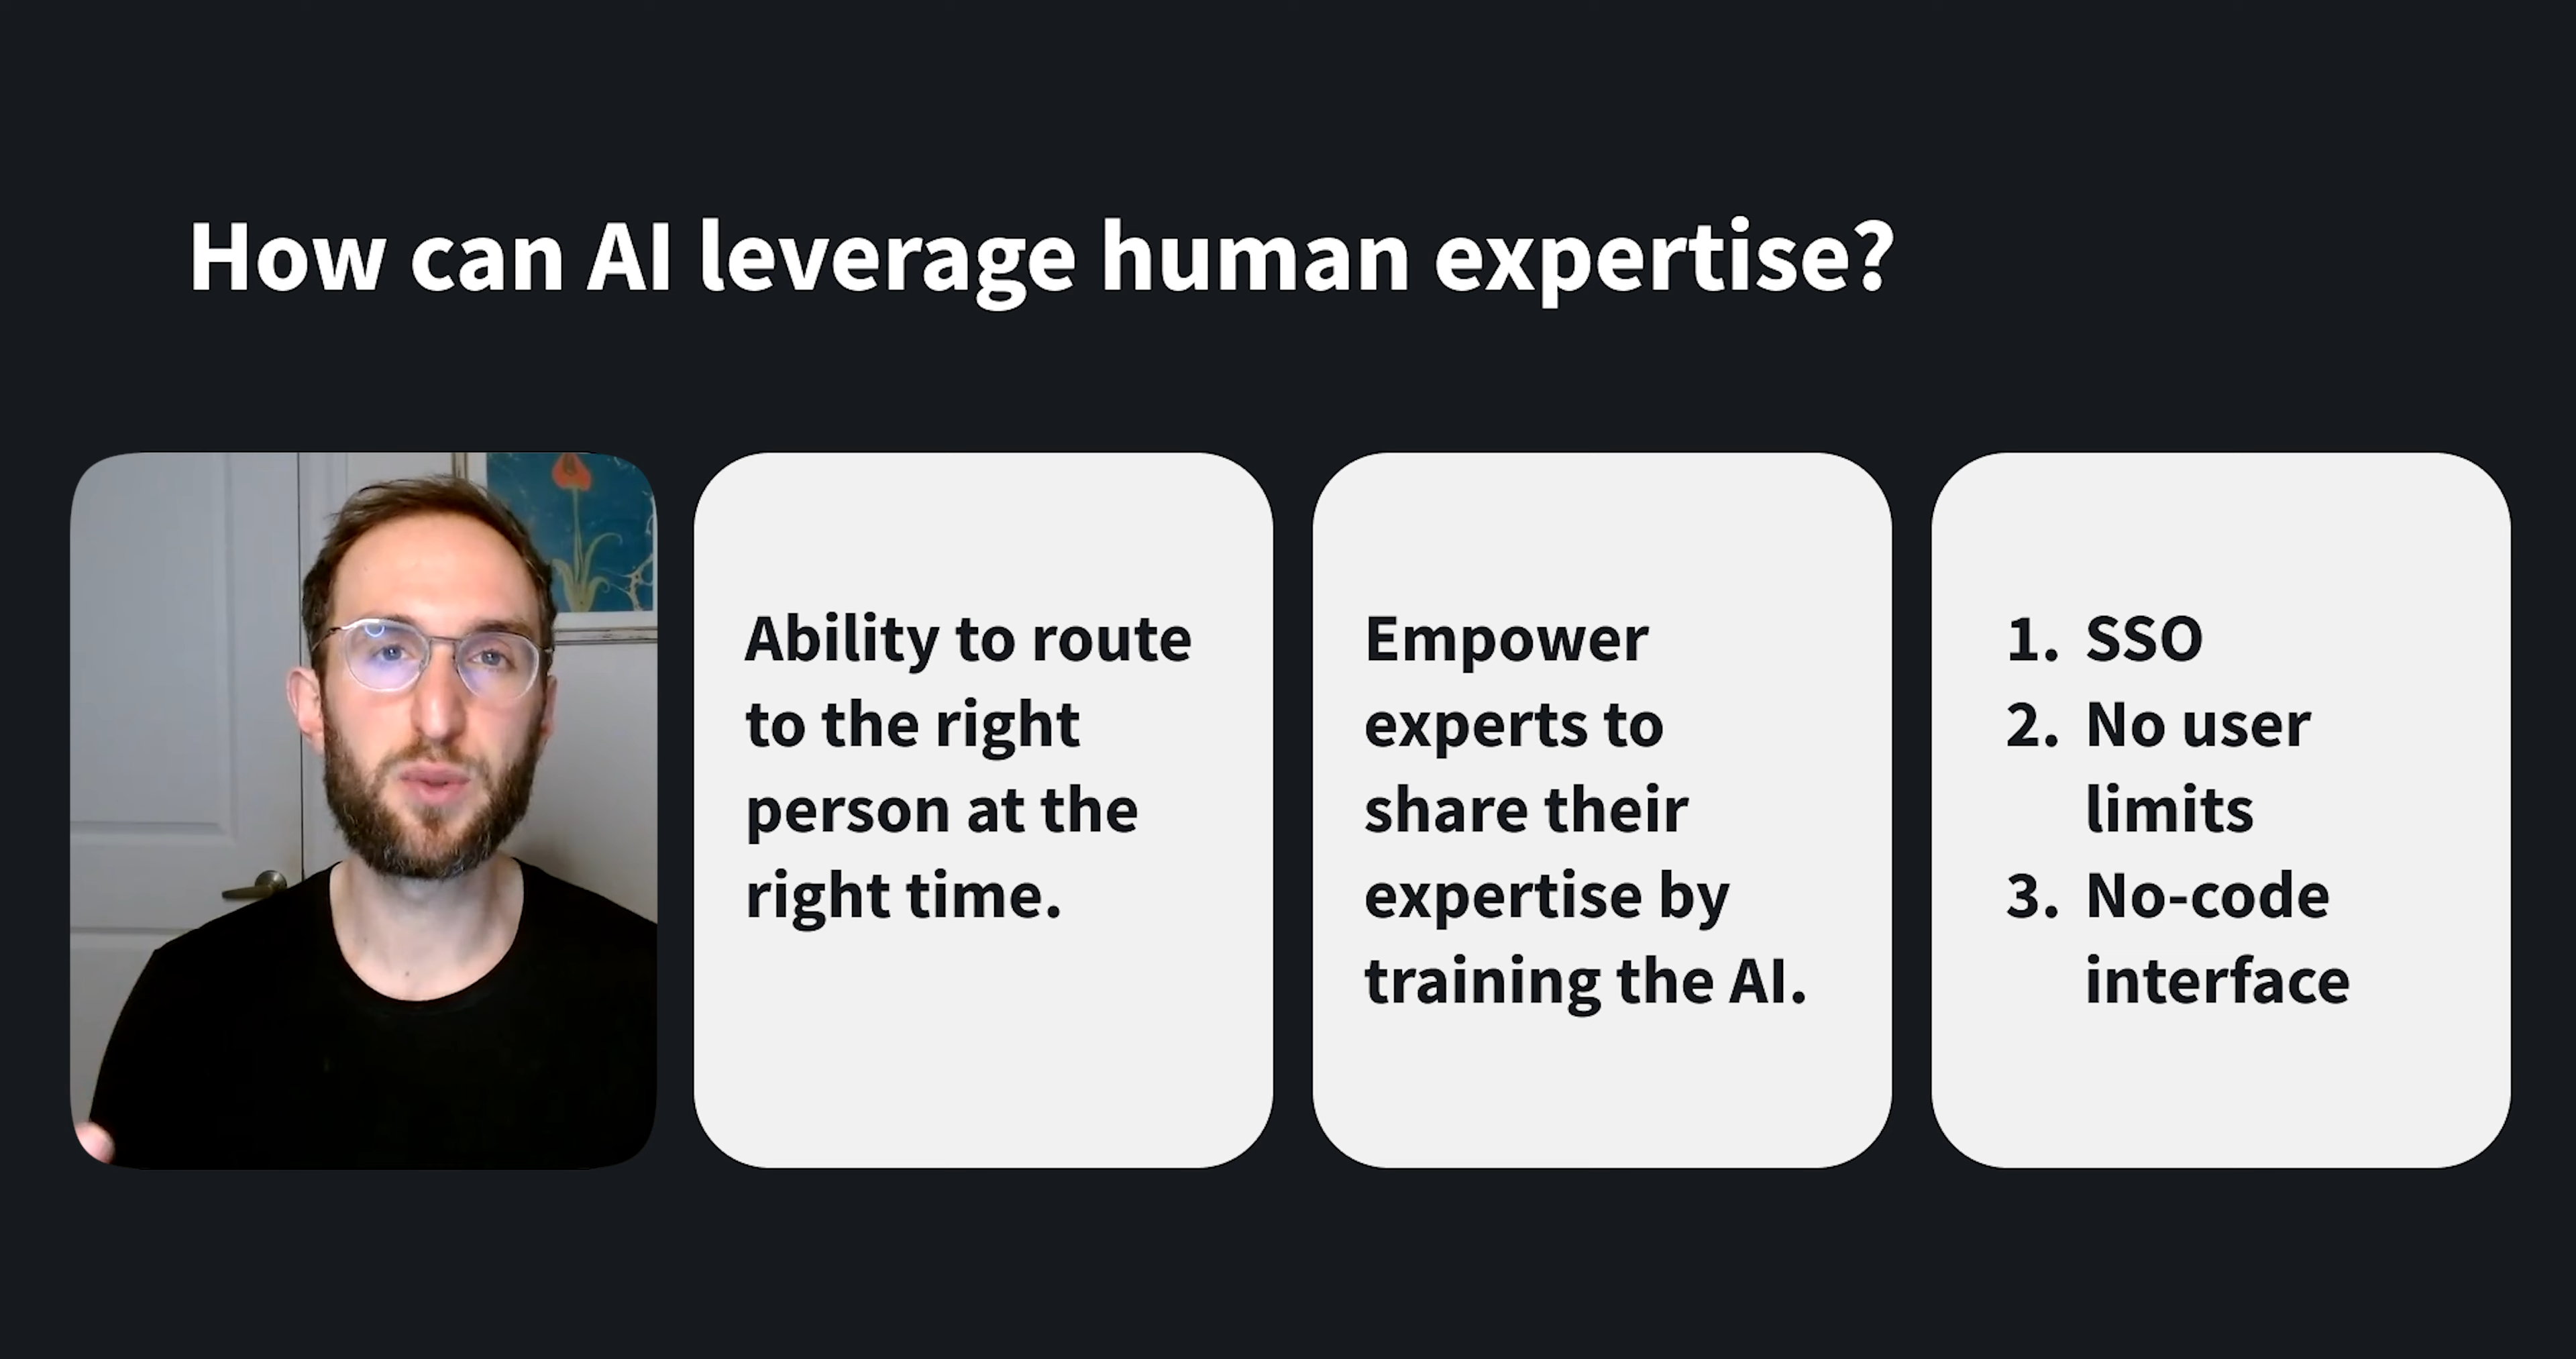 How can AI leverage human expertise?
Ability to route
to the right
person at the
right time.
Empower
experts to
share their
expertise by
training the AI.
1. SSO
2. No user
limits
3. No-code
interface